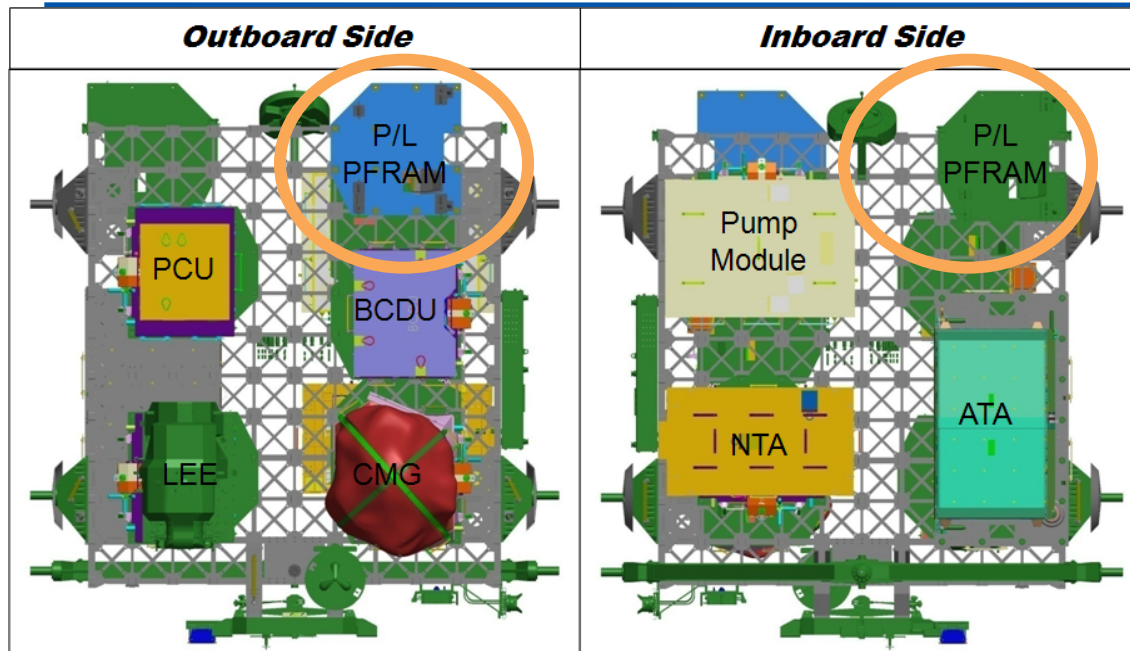 Outboard Side
Inboard Side
P/L
PFRAM
PCU
BCDU
LEE
CMG
P/L
PFRAM
Pump
Module
ATA
NTA